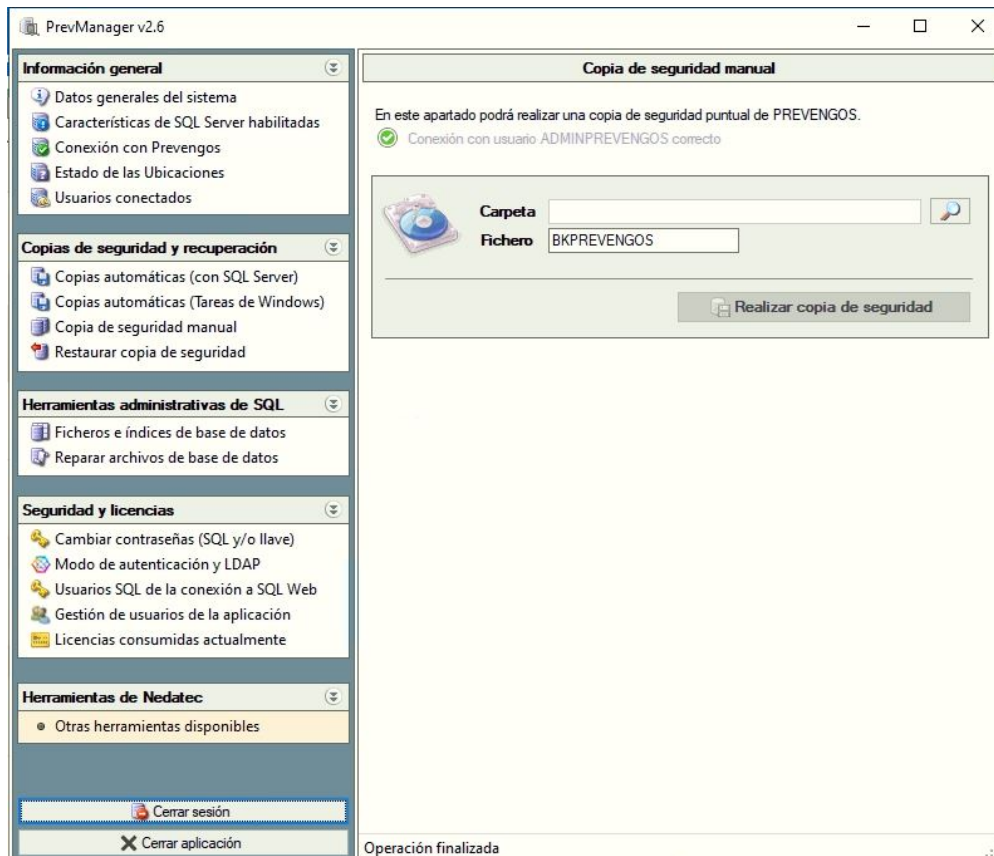 PrevManager v2.6
Información general
Datos generales del sistema
Características de SQL Server habilitadas
Conexión con Prevengos
Estado de las Ubicaciones
Usuarios conectados
Copias de seguridad y recuperación
Copias automáticas (con SQL Server)
Copias automáticas (Tareas de Windows)
Copia de seguridad manual
Restaurar copia de seguridad
Herramientas administrativas de SQL
Ficheros e índices de base de datos
Reparar archivos de base de datos
Seguridad y licencias
Cambiar contraseñas (SQL y/o llave)
Modo de autenticación y LDAP
Usuarios SQL de la conexión a SQL Web
Gestión de usuarios de la aplicación
Licencias consumidas actualmente
Herramientas de Nedatec
Otras herramientas disponibles
Cerrar sesión
Cerrar aplicación
Copia de seguridad manual
En este apartado podrá realizar una copia de seguridad puntual de PREVENGOS.
Conexión con usuario ADMINPREVENGOS correcto
Carpeta
Fichero BKPREVENGOS
Realizar copia de seguridad
Operación finalizada